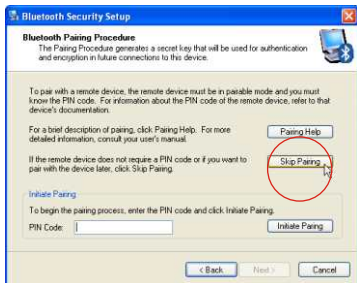 Bluetooth Security Setup
Bluetooth Pairing Procedure
The Pairing Procedure generates a secret key that will be used for authentication
and encryption in future connections to this device.
To pair with a remote device, the remote device must be in pairable mode and you must
know the PIN code. For information about the PIN code of the remote device, refer to that
device's documentation.
For a brief description of pairing, click Pairing Help. For more
detailed information, consult your user's manual.
Pairing Help
If the remote device does not require a PIN code or if you want to
pair with the device later, click Skip Pairing.
Skip Pairing
Initiate Pairing
To begin the pairing process, enter the PIN code and click Initiate Pairing.
PIN Code:
Initiate Pairing
< Back
Next >
Cancel